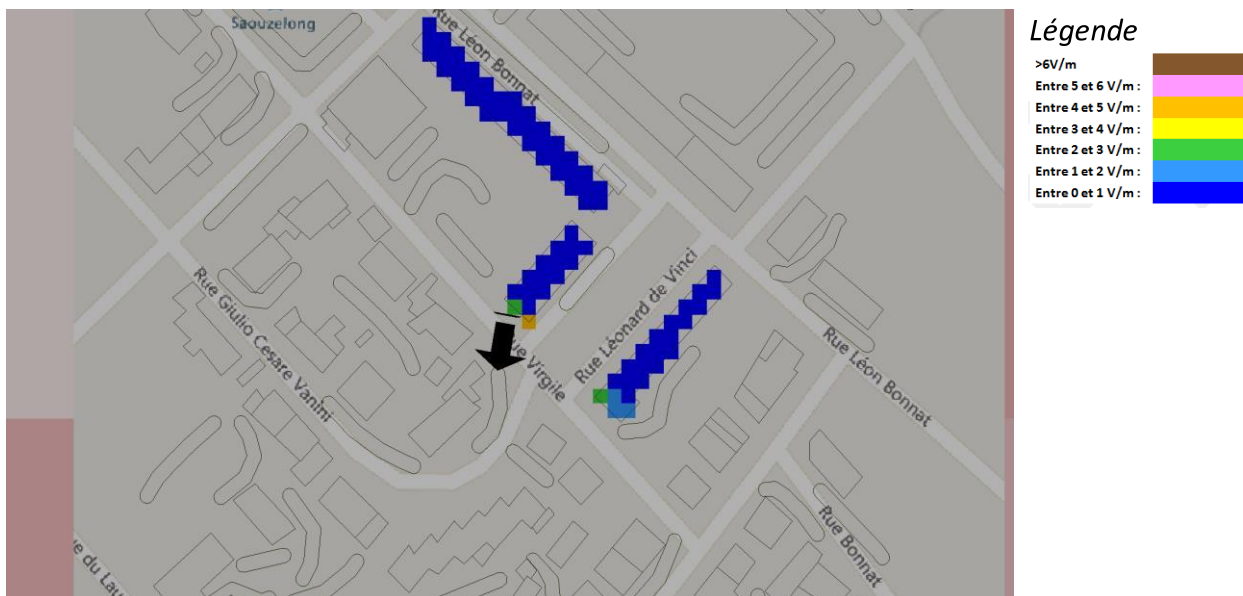 Saouzelong
Rue Léon Bonnat
Rue Giulio Cesare Vanini
Rue Virgile
Rue Léonard de Vinci
Rue Léon Bonnat
Rue Bonnat
Légende
>6V/m
Entre 5 et 6 V/m :
Entre 4 et 5 V/m :
Entre 3 et 4 V/m :
Entre 2 et 3 V/m :
Entre 1 et 2 V/m :
Entre 0 et 1 V/m :